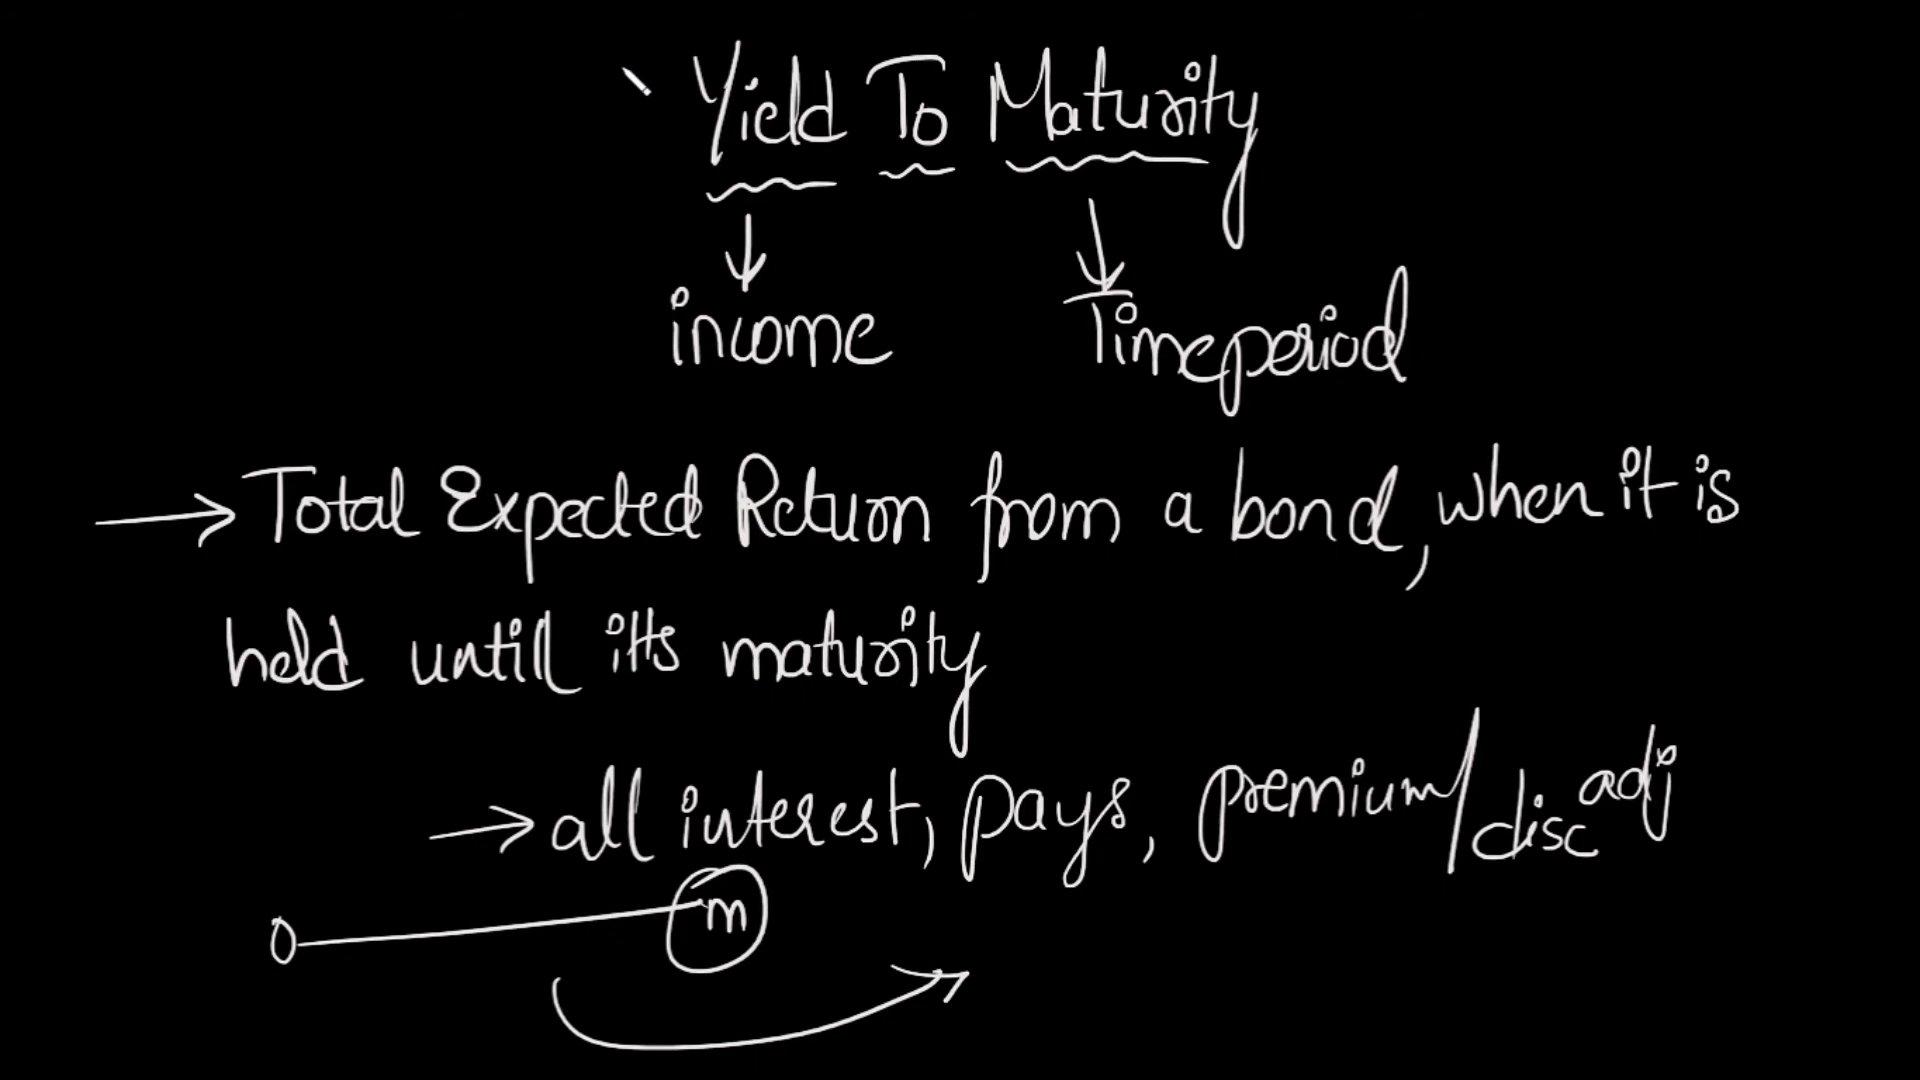 Yield To Maturity
income Timeperiod
Total Expected Return from a bond, when it is
held until it's maturity
all interest, pays, premium/disc adj
0 m